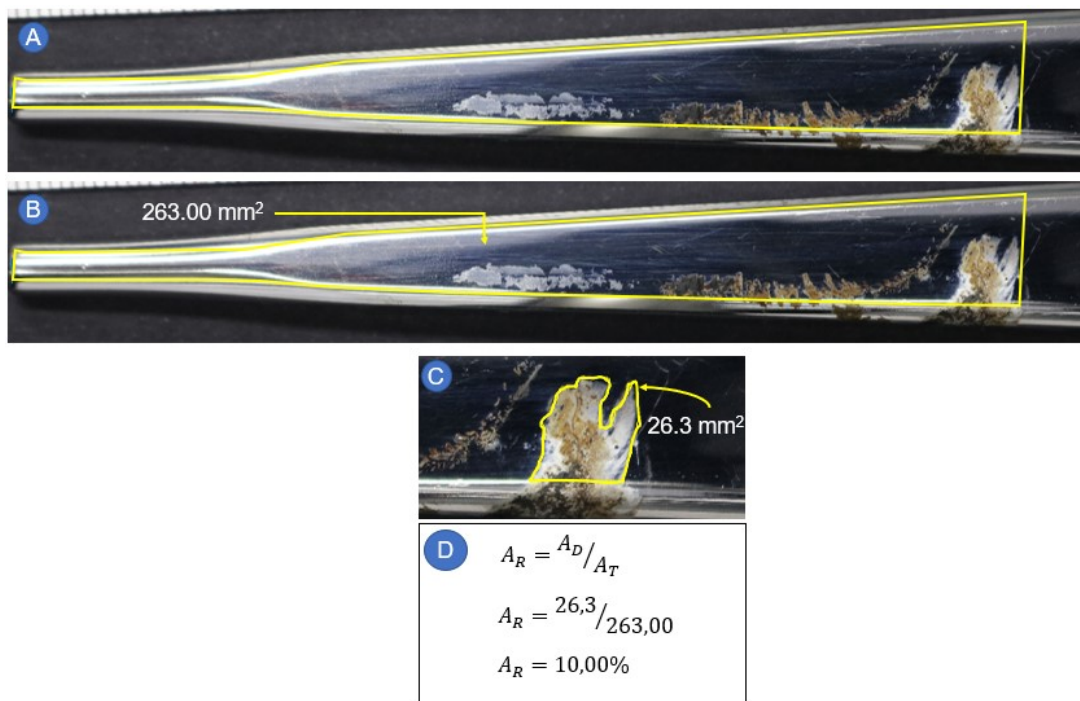 A
B
263.00 mm²
C
26.3 mm²
D
A_R = A_D/A_T
A_R = 26,3/263,00
A_R = 10,00%